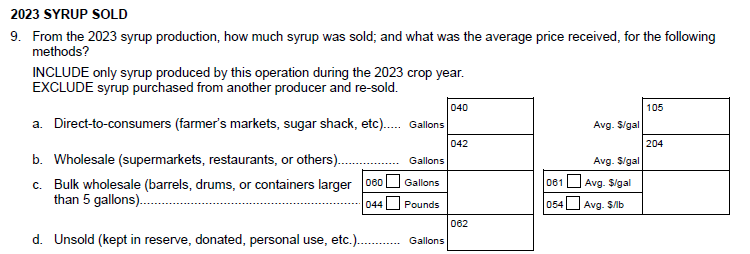 2023 SYRUP SOLD
9. From the 2023 syrup production, how much syrup was sold; and what was the average price received, for the following
methods?
INCLUDE only syrup produced by this operation during the 2023 crop year.
EXCLUDE syrup purchased from another producer and re-sold.
040 105
a. Direct-to-consumers (farmer's markets, sugar shack, etc)..... Gallons Avg. $/gal
042 204
b. Wholesale (supermarkets, restaurants, or others).................. Gallons Avg. $/gal
c. Bulk wholesale (barrels, drums, or containers larger 060 ☐ Gallons 061 ☐ Avg. $/gal
than 5 gallons)................................................................ 044 ☐ Pounds 054 ☐ Avg. $/lb
062
d. Unsold (kept in reserve, donated, personal use, etc.)............ Gallons